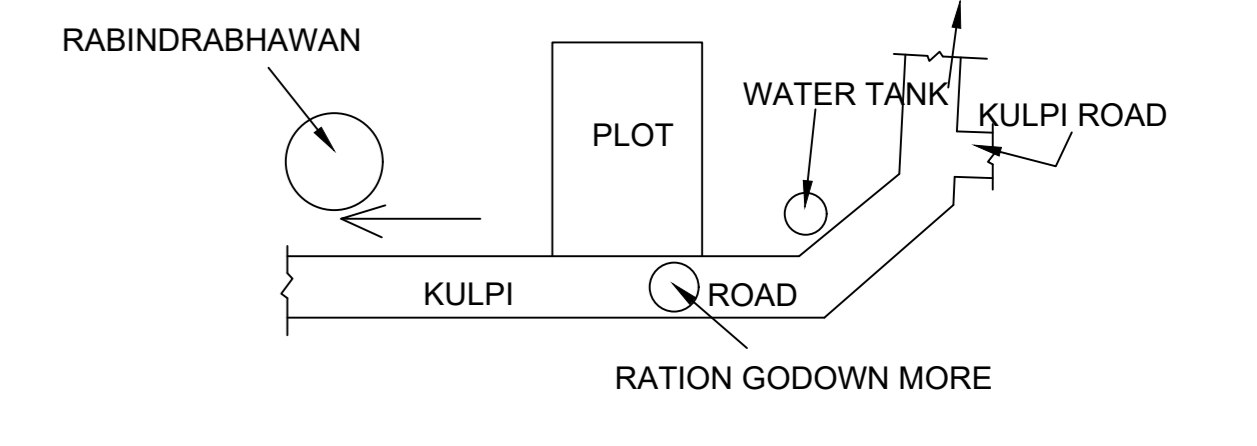 RABINDRABHAWAN
PLOT
WATER TANK
KULPI ROAD
KULPI ROAD
RATION GODOWN MORE